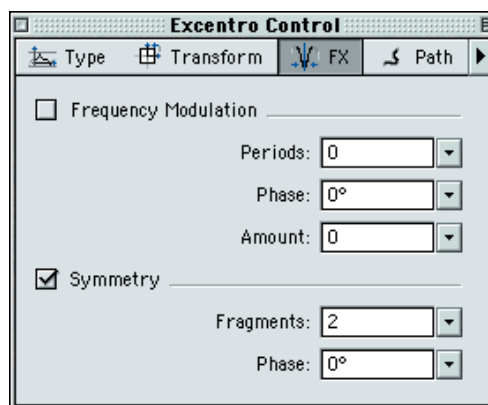 Excentro Control
Type Transform FX Path
Frequency Modulation
Periods: 0
Phase: 0°
Amount: 0
Symmetry
Fragments: 2
Phase: 0°